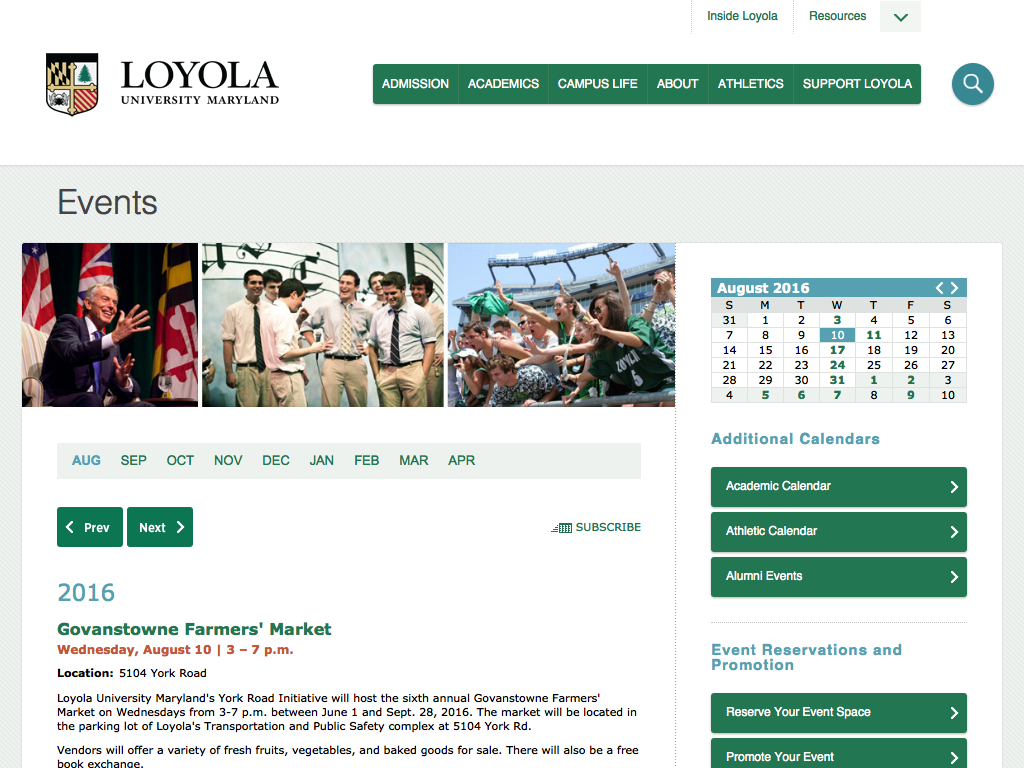 Inside Loyola
Resources
LOYOLA
UNIVERSITY MARYLAND
ADMISSION
ACADEMICS
CAMPUS LIFE
ABOUT
ATHLETICS
SUPPORT LOYOLA
Events
AUG SEP OCT NOV DEC JAN FEB MAR APR
Prev
Next
SUBSCRIBE
2016
Govanstowne Farmers' Market
Wednesday, August 10 | 3 – 7 p.m.
Location: 5104 York Road
Loyola University Maryland's York Road Initiative will host the sixth annual Govanstowne Farmers'
Market on Wednesdays from 3-7 p.m. between June 1 and Sept. 28, 2016. The market will be located in
the parking lot of Loyola's Transportation and Public Safety complex at 5104 York Rd.
Vendors will offer a variety of fresh fruits, vegetables, and baked goods for sale. There will also be a free
book exchange.
August 2016
S M T W T F S
31 1 2 3 4 5 6
7 8 9 10 11 12 13
14 15 16 17 18 19 20
21 22 23 24 25 26 27
28 29 30 31 1 2 3
4 5 6 7 8 9 10
Additional Calendars
Academic Calendar
Athletic Calendar
Alumni Events
Event Reservations and
Promotion
Reserve Your Event Space
Promote Your Event